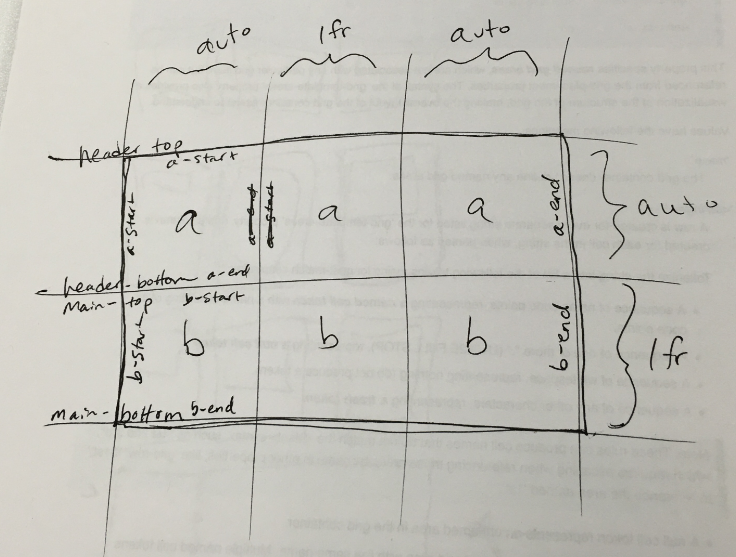 auto 1fr auto
header top
a-start
a-start a a-end a-start a a a-end auto
header-bottom a-end
Main-top b-start
b-start b b b b-end 1fr
main-bottom b-end